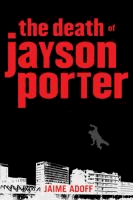 the death of
jayson
porter
JAIME ADOFF